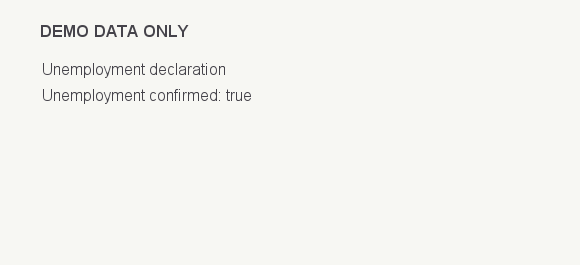 DEMO DATA ONLY
Unemployment declaration
Unemployment confirmed: true